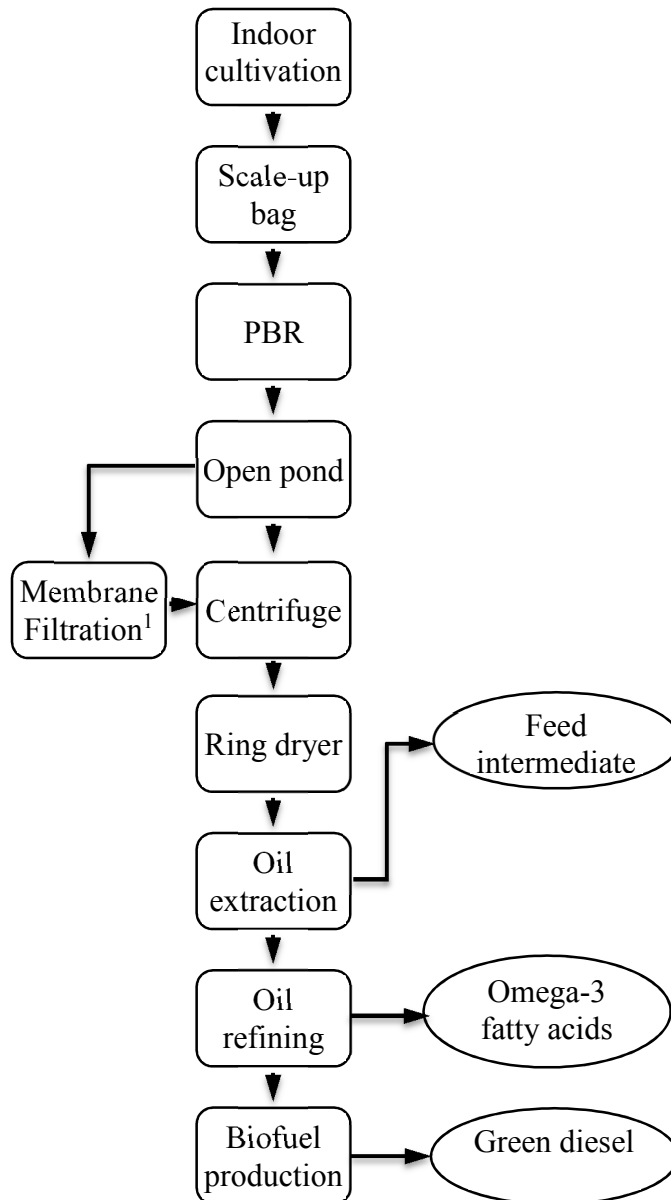 Indoor
cultivation
Scale-up
bag
PBR
Open pond
Membrane
Filtration¹
Centrifuge
Ring dryer
Feed
intermediate
Oil
extraction
Oil
refining
Omega-3
fatty acids
Biofuel
production
Green diesel